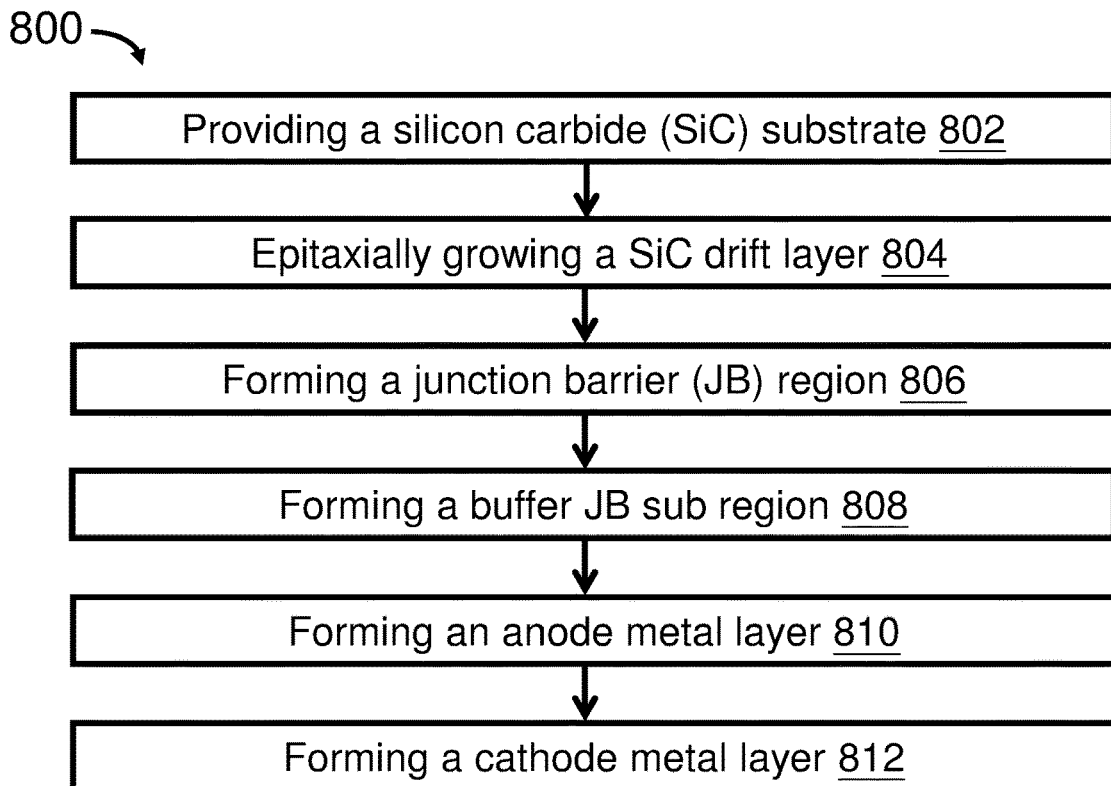 800
Providing a silicon carbide (SiC) substrate 802
Epitaxially growing a SiC drift layer 804
Forming a junction barrier (JB) region 806
Forming a buffer JB sub region 808
Forming an anode metal layer 810
Forming a cathode metal layer 812